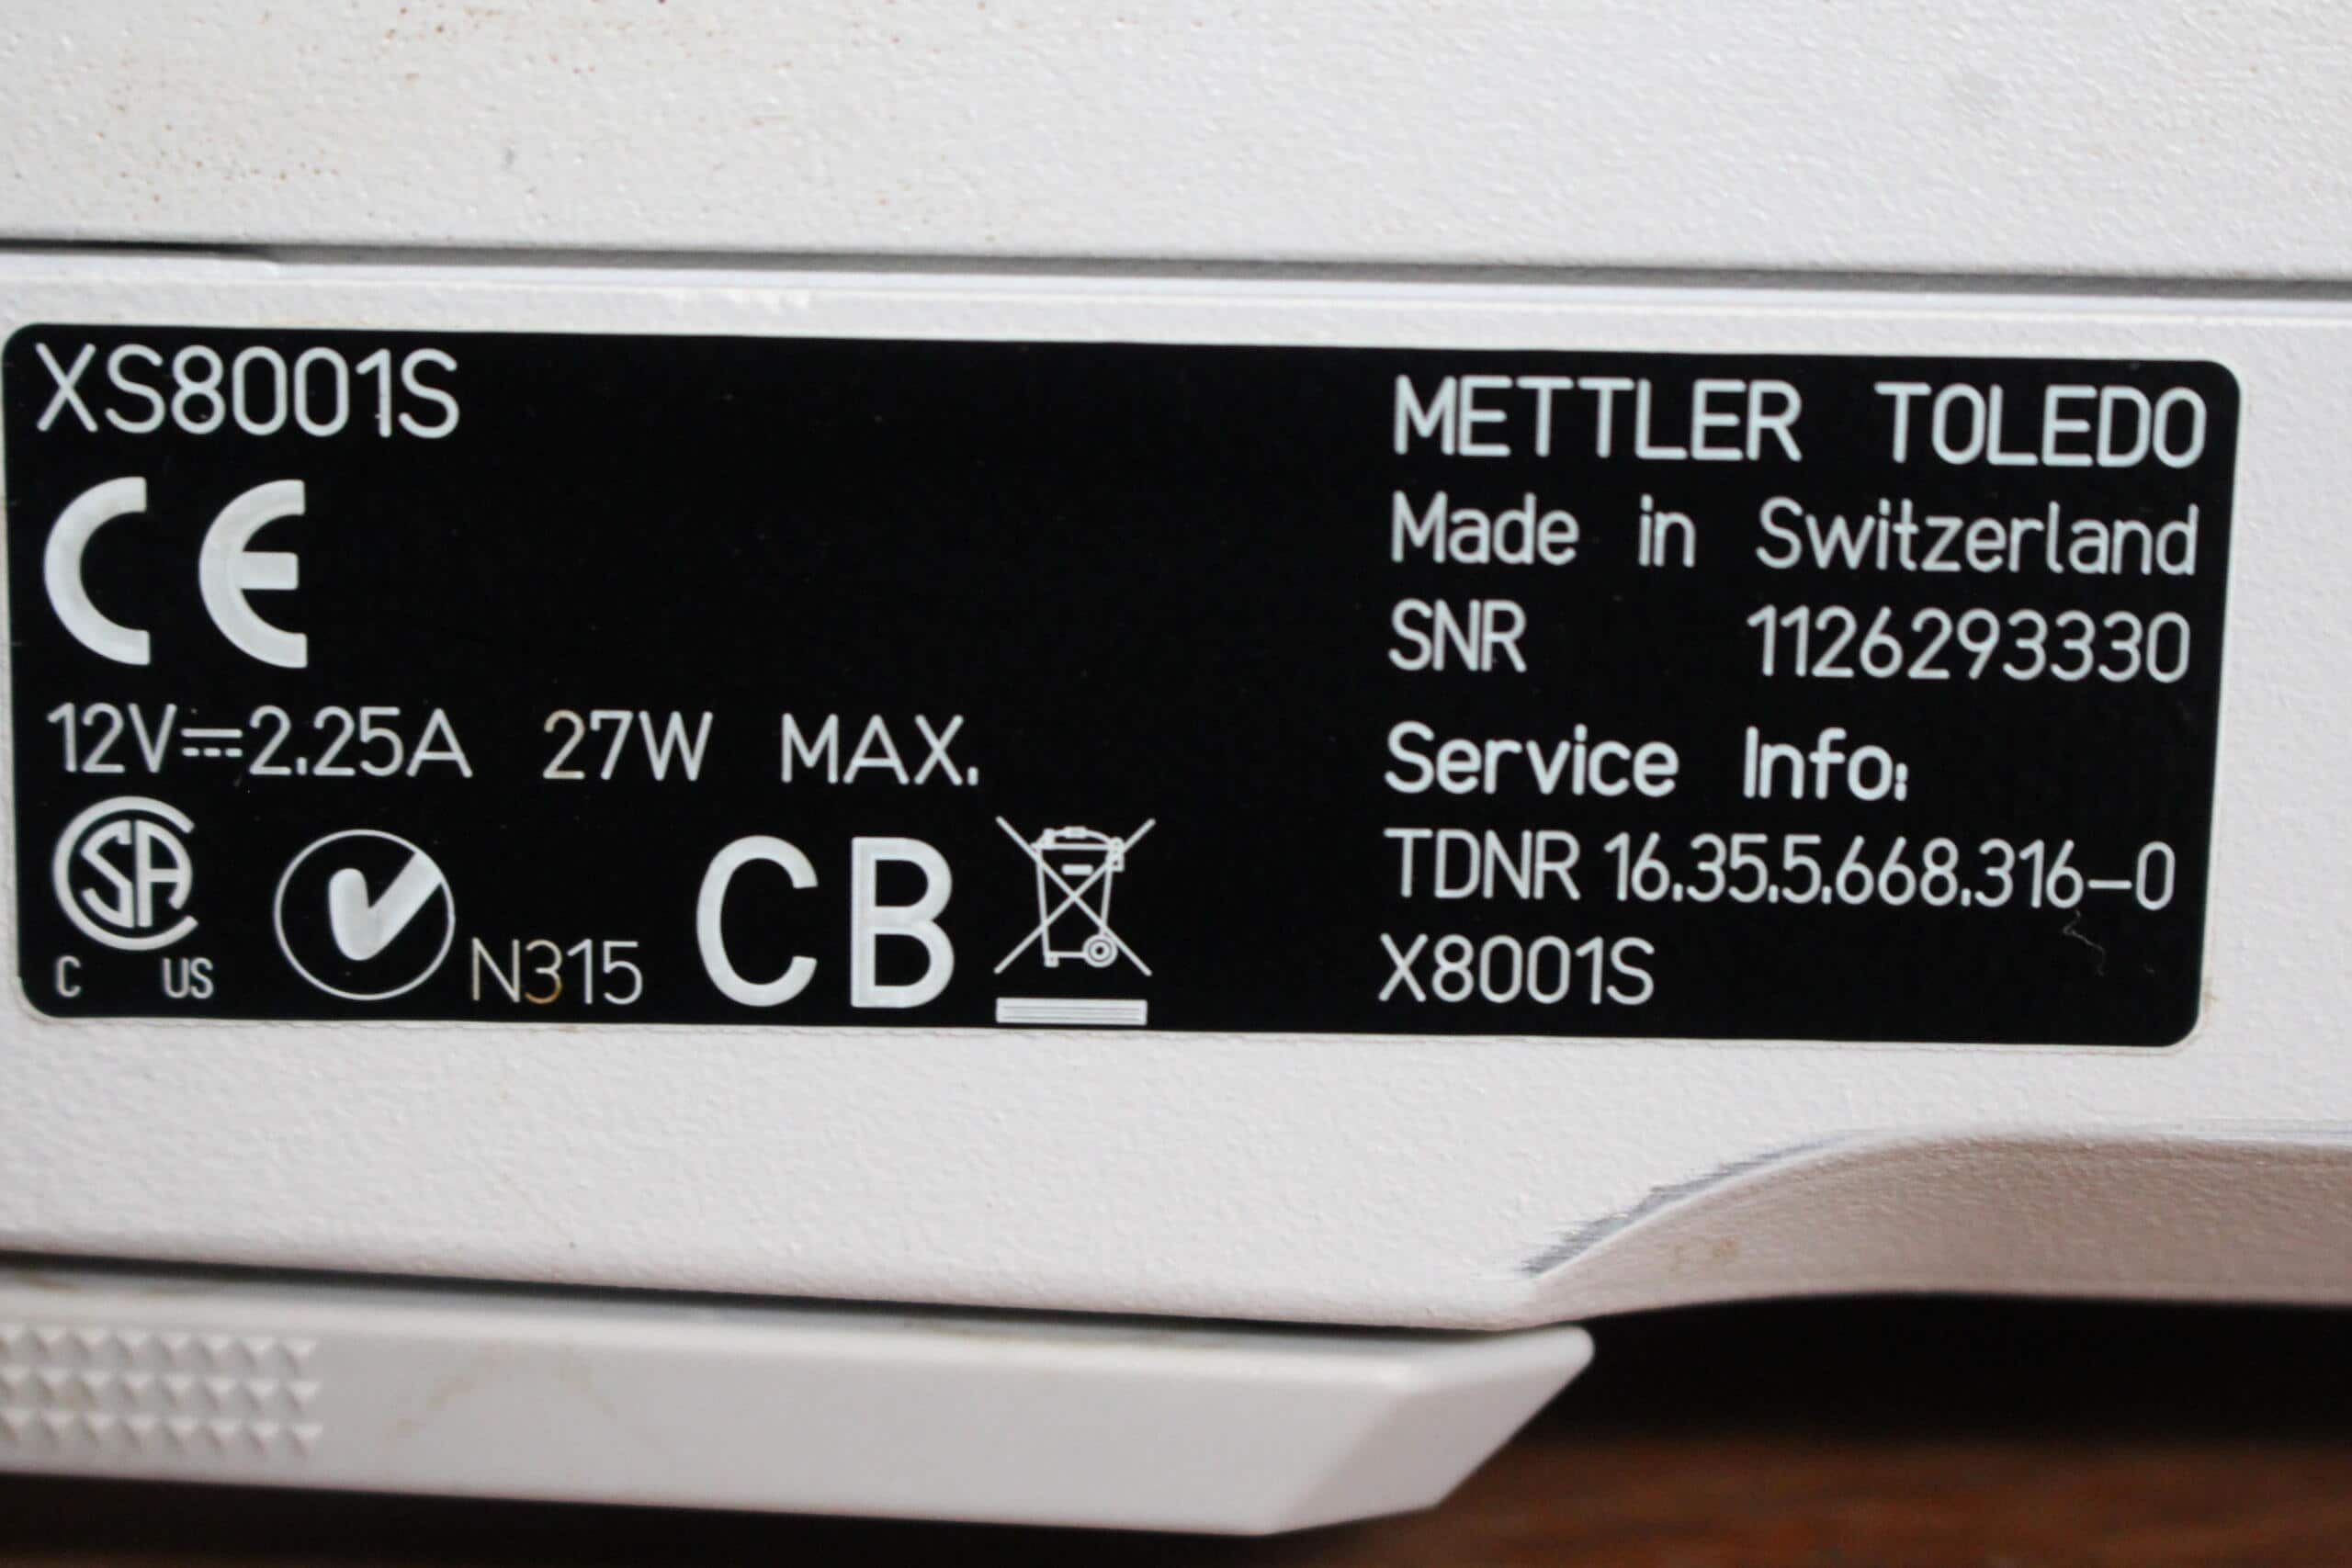 XS8001S
CE
12V⎓2.25A 27W MAX.
CSA
C US
N315
CB
METTLER TOLEDO
Made in Switzerland
SNR 1126293330
Service Info:
TDNR 16.35.5.668.316-0
X8001S